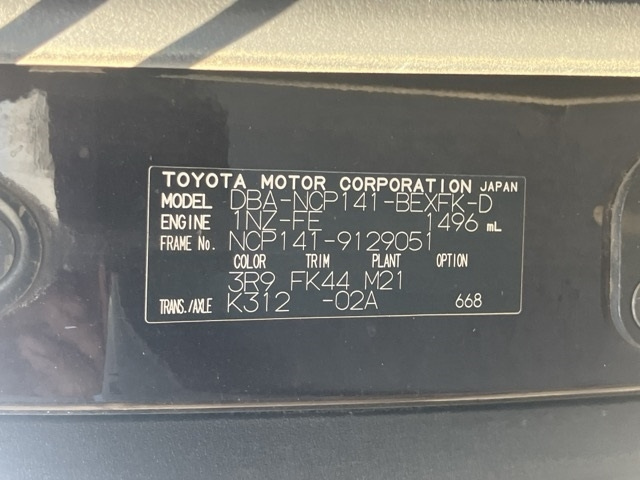 TOYOTA MOTOR CORPORATION JAPAN
MODEL DBA-NCP141-BEXFK-D
ENGINE 1NZ-FE 1496 mL
FRAME No. NCP141-9129051
COLOR TRIM PLANT OPTION
3R9 FK44 M21
TRANS./AXLE K312 -02A 668